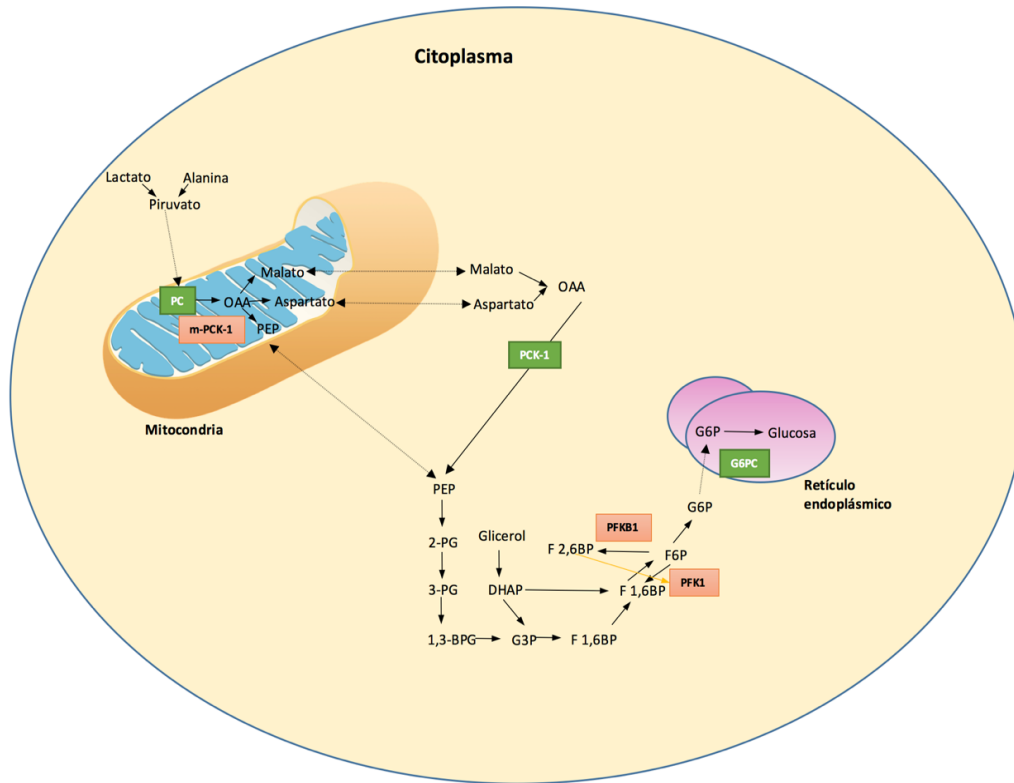 Citoplasma
Lactato
Alanina
Piruvato
Malato
PC
OAA
Aspartato
m-PCK-1
PEP
Malato
OAA
Aspartato
PCK-1
Mitocondria
G6P
Glucosa
G6PC
Retículo
endoplásmico
PEP
G6P
2-PG
Glicerol
PFKB1
F 2,6BP
F6P
3-PG
DHAP
F 1,6BP
PFK1
1,3-BPG
G3P
F 1,6BP